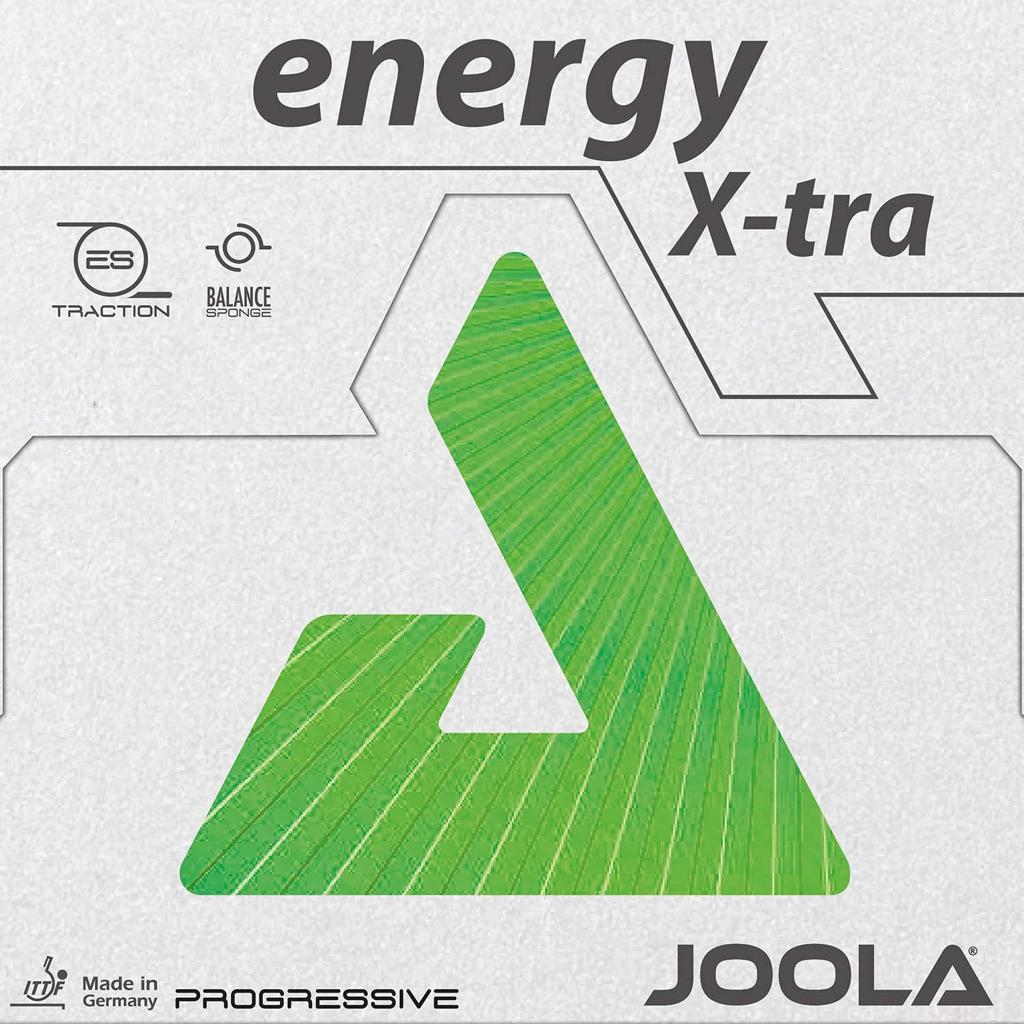 energy
X-tra
ES
TRACTION
BALANCE
SPONGE
ITTF
Made in
Germany
PROGRESSIVE
JOOLA®